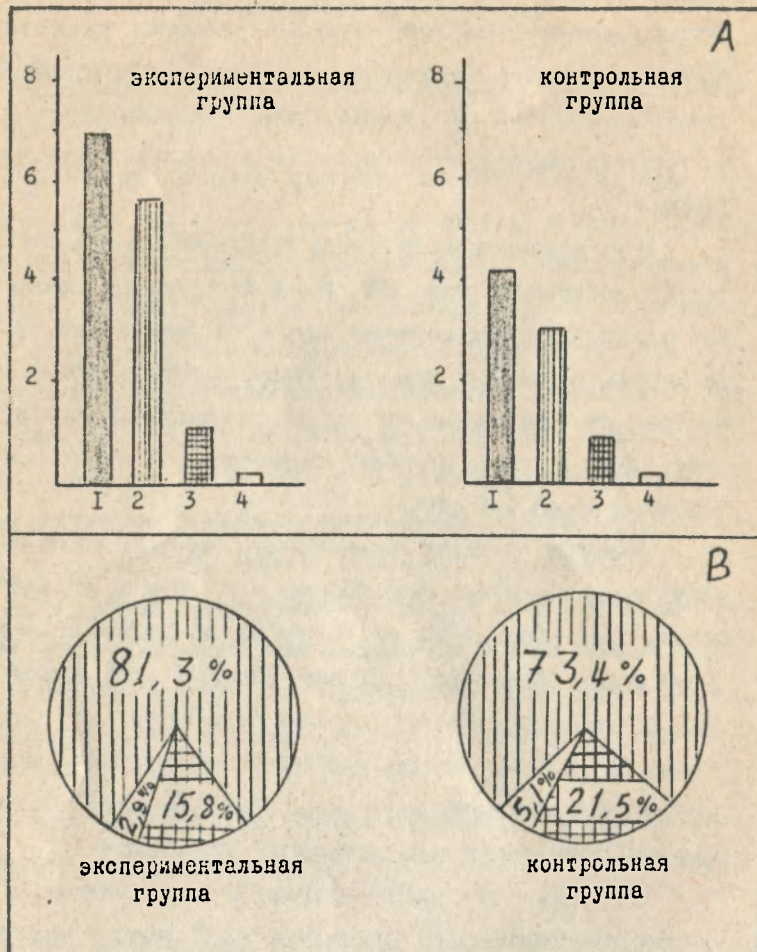 A
экспериментальная
группа
контрольная
группа
8
6
4
2
I 2 3 4
8
6
4
2
I 2 3 4
B
81,3%
2,9%
15,8%
73,4%
5,1%
21,5%
экспериментальная
группа
контрольная
группа